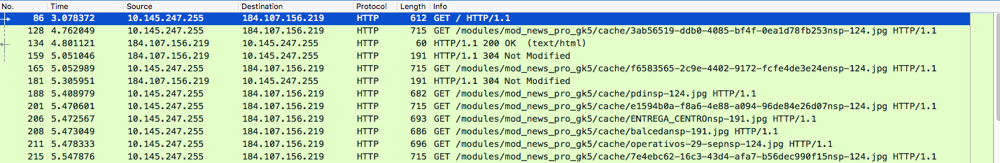 No. Time Source Destination Protocol Length Info
86 3.078372 10.145.247.255 184.107.156.219 HTTP 612 GET / HTTP/1.1
128 4.762049 10.145.247.255 184.107.156.219 HTTP 715 GET /modules/mod_news_pro_gk5/cache/3ab56519-ddb0-4085-bf4f-0ea1d78fb253nsp-124.jpg HTTP/1.1
134 4.801121 184.107.156.219 10.145.247.255 HTTP 60 HTTP/1.1 200 OK (text/html)
159 5.051046 184.107.156.219 10.145.247.255 HTTP 191 HTTP/1.1 304 Not Modified
165 5.052989 10.145.247.255 184.107.156.219 HTTP 715 GET /modules/mod_news_pro_gk5/cache/f6583565-2c9e-4402-9172-fcfe4de3e24ensp-124.jpg HTTP/1.1
181 5.305951 184.107.156.219 10.145.247.255 HTTP 191 HTTP/1.1 304 Not Modified
188 5.408979 10.145.247.255 184.107.156.219 HTTP 682 GET /modules/mod_news_pro_gk5/cache/pdinsp-124.jpg HTTP/1.1
201 5.470601 10.145.247.255 184.107.156.219 HTTP 715 GET /modules/mod_news_pro_gk5/cache/e1594b0a-f8a6-4e88-a094-96de84e26d07nsp-124.jpg HTTP/1.1
206 5.472567 10.145.247.255 184.107.156.219 HTTP 693 GET /modules/mod_news_pro_gk5/cache/ENTREGA_CENTROnsp-191.jpg HTTP/1.1
208 5.473049 10.145.247.255 184.107.156.219 HTTP 686 GET /modules/mod_news_pro_gk5/cache/balcedansp-191.jpg HTTP/1.1
211 5.478333 10.145.247.255 184.107.156.219 HTTP 696 GET /modules/mod_news_pro_gk5/cache/operativos-29-sepnsp-124.jpg HTTP/1.1
215 5.547876 10.145.247.255 184.107.156.219 HTTP 715 GET /modules/mod_news_pro_gk5/cache/7e4ebc62-16c3-43d4-afa7-b56dec990f15nsp-124.jpg HTTP/1.1